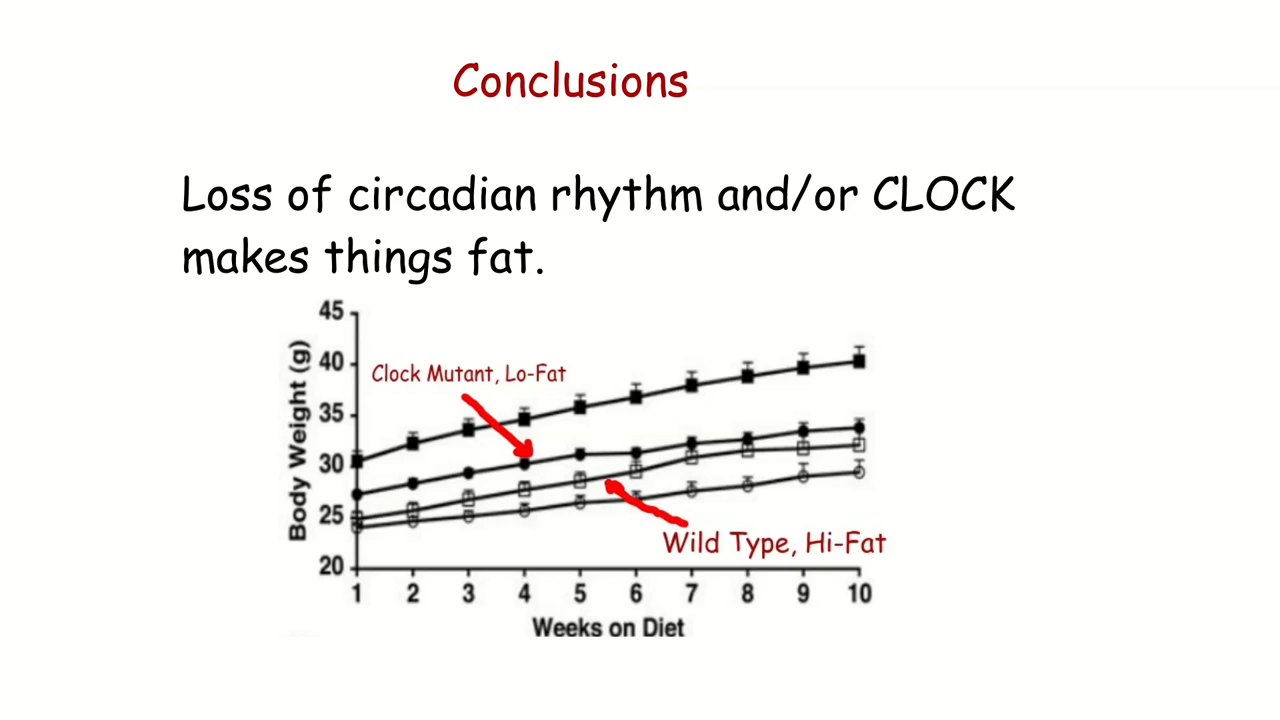 Conclusions
Loss of circadian rhythm and/or CLOCK
makes things fat.
45
40
35
30
25
20
Body Weight (g)
Clock Mutant, Lo-Fat
Wild Type, Hi-Fat
1 2 3 4 5 6 7 8 9 10
Weeks on Diet